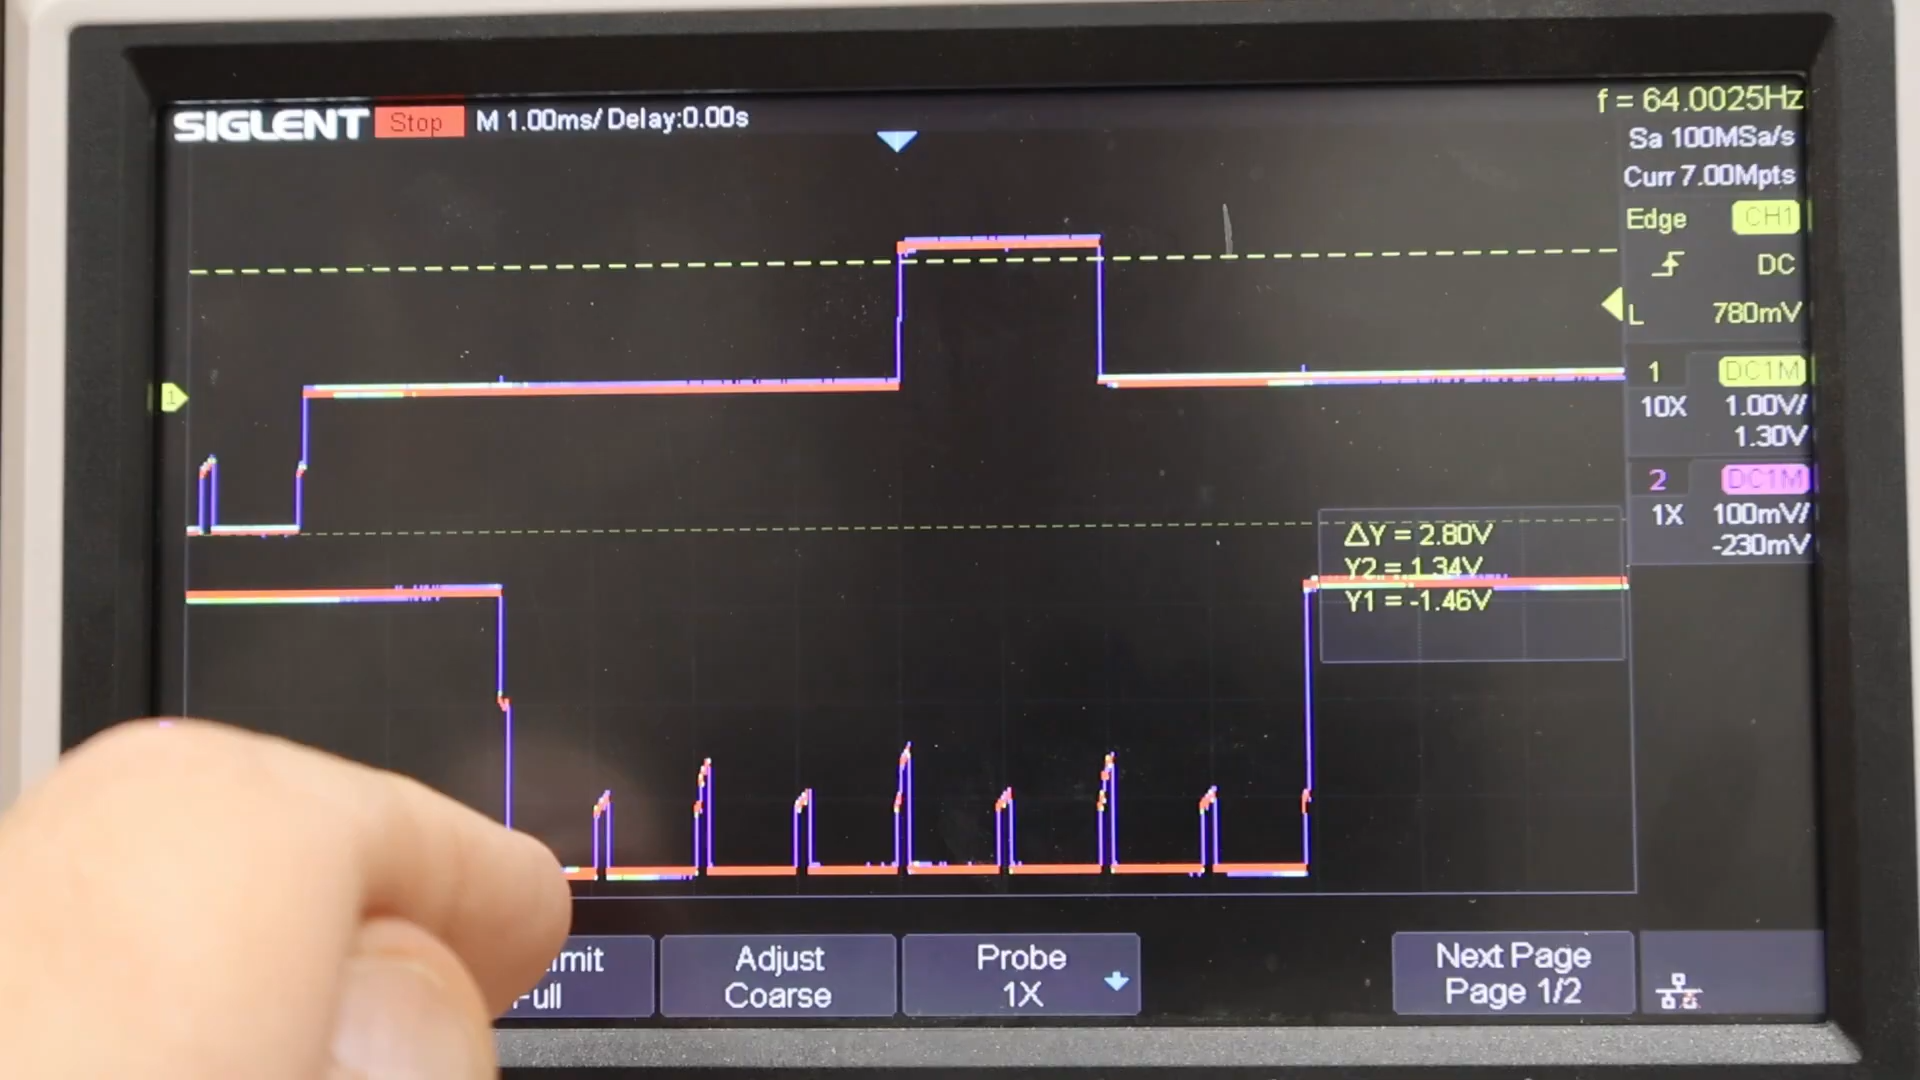 SIGLENT Stop M 1.00ms/ Delay:0.00s
f = 64.0025Hz
Sa 100MSa/s
Curr 7.00Mpts
Edge CH1
DC
L 780mV
1 DC1M
10X 1.00V/
1.30V
2 DC1M
1X 100mV/
-230mV
1
ΔY = 2.80V
Y2 = 1.34V
Y1 = -1.46V
Adjust
Coarse
Probe
1X
Next Page
Page 1/2